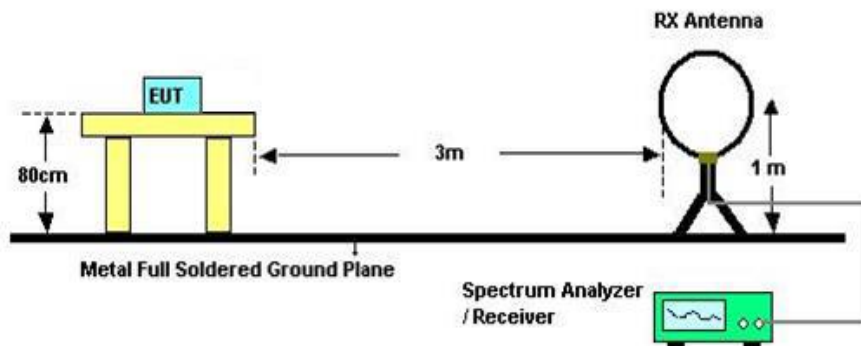 RX Antenna
EUT
80cm
3m
1 m
Metal Full Soldered Ground Plane
Spectrum Analyzer
/ Receiver